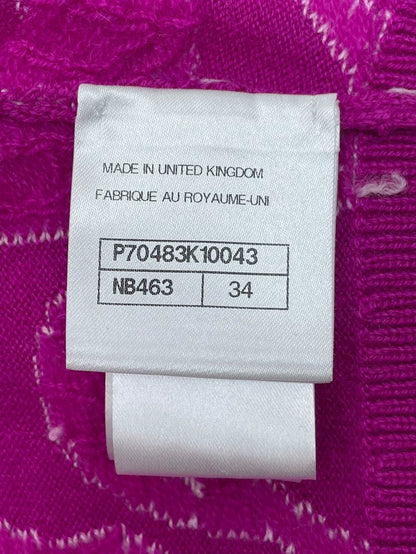 MADE IN UNITED KINGDOM
FABRIQUE AU ROYAUME-UNI
P70483K10043
NB463 34